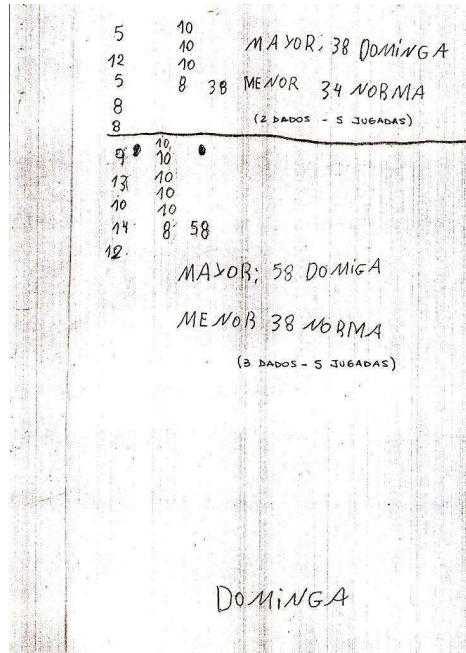 5 10
10
12 10
5 8 38
8
8
MAYOR: 38 DOMINGA
MENOR 34 NORMA
(2 DADOS - 5 JUGADAS)
9 10
10
13 10
10
10 10
14 8 58
12
MAYOR; 58 DOMIGA
MENOR 38 NORMA
(3 DADOS - 5 JUGADAS)
DOMINGA